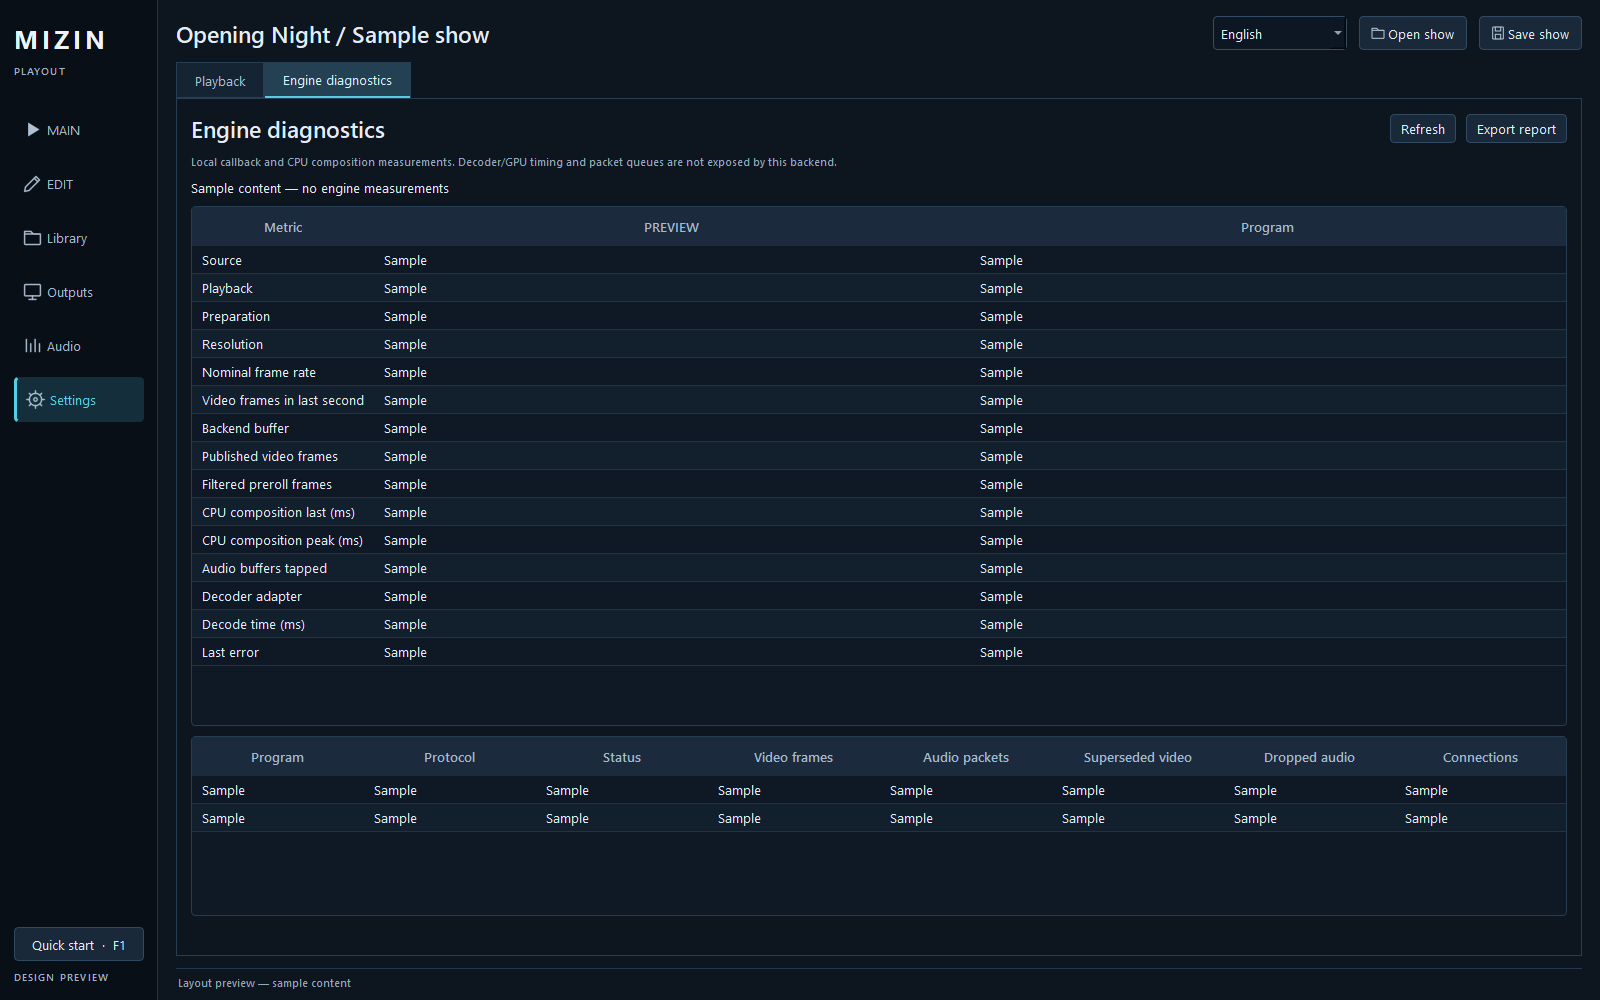 MIZIN
PLAYOUT
MAIN
EDIT
Library
Outputs
Audio
Settings
Quick start · F1
DESIGN PREVIEW
Opening Night / Sample show
English
Open show
Save show
Playback
Engine diagnostics
Engine diagnostics
Refresh
Export report
Local callback and CPU composition measurements. Decoder/GPU timing and packet queues are not exposed by this backend.
Sample content — no engine measurements
Metric PREVIEW Program
Source Sample Sample
Playback Sample Sample
Preparation Sample Sample
Resolution Sample Sample
Nominal frame rate Sample Sample
Video frames in last second Sample Sample
Backend buffer Sample Sample
Published video frames Sample Sample
Filtered preroll frames Sample Sample
CPU composition last (ms) Sample Sample
CPU composition peak (ms) Sample Sample
Audio buffers tapped Sample Sample
Decoder adapter Sample Sample
Decode time (ms) Sample Sample
Last error Sample Sample
Program Protocol Status Video frames Audio packets Superseded video Dropped audio Connections
Sample Sample Sample Sample Sample Sample Sample Sample
Sample Sample Sample Sample Sample Sample Sample Sample
Layout preview — sample content